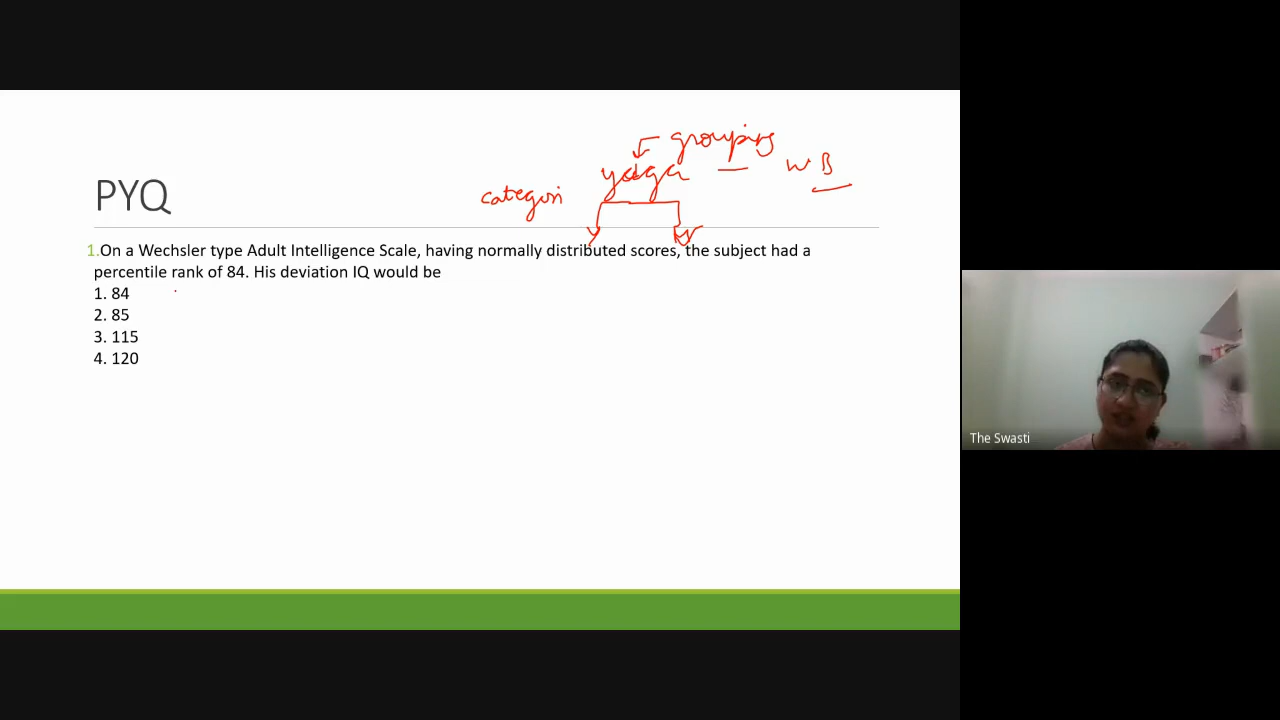 grouping
yoga
W B
categori
PYQ
1.On a Wechsler type Adult Intelligence Scale, having normally distributed scores, the subject had a
percentile rank of 84. His deviation IQ would be
1. 84
2. 85
3. 115
4. 120
The Swasti